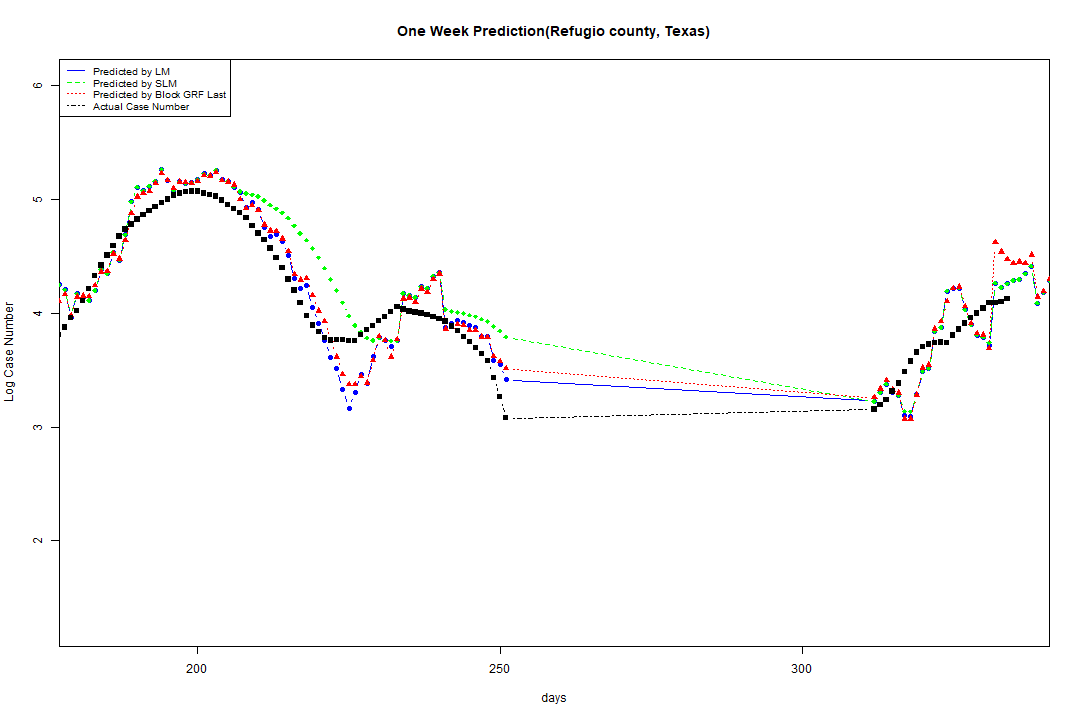 One Week Prediction(Refugio county, Texas)
Predicted by LM
Predicted by SLM
Predicted by Block GRF Last
Actual Case Number
Log Case Number
6
5
4
3
2
200
250
300
days